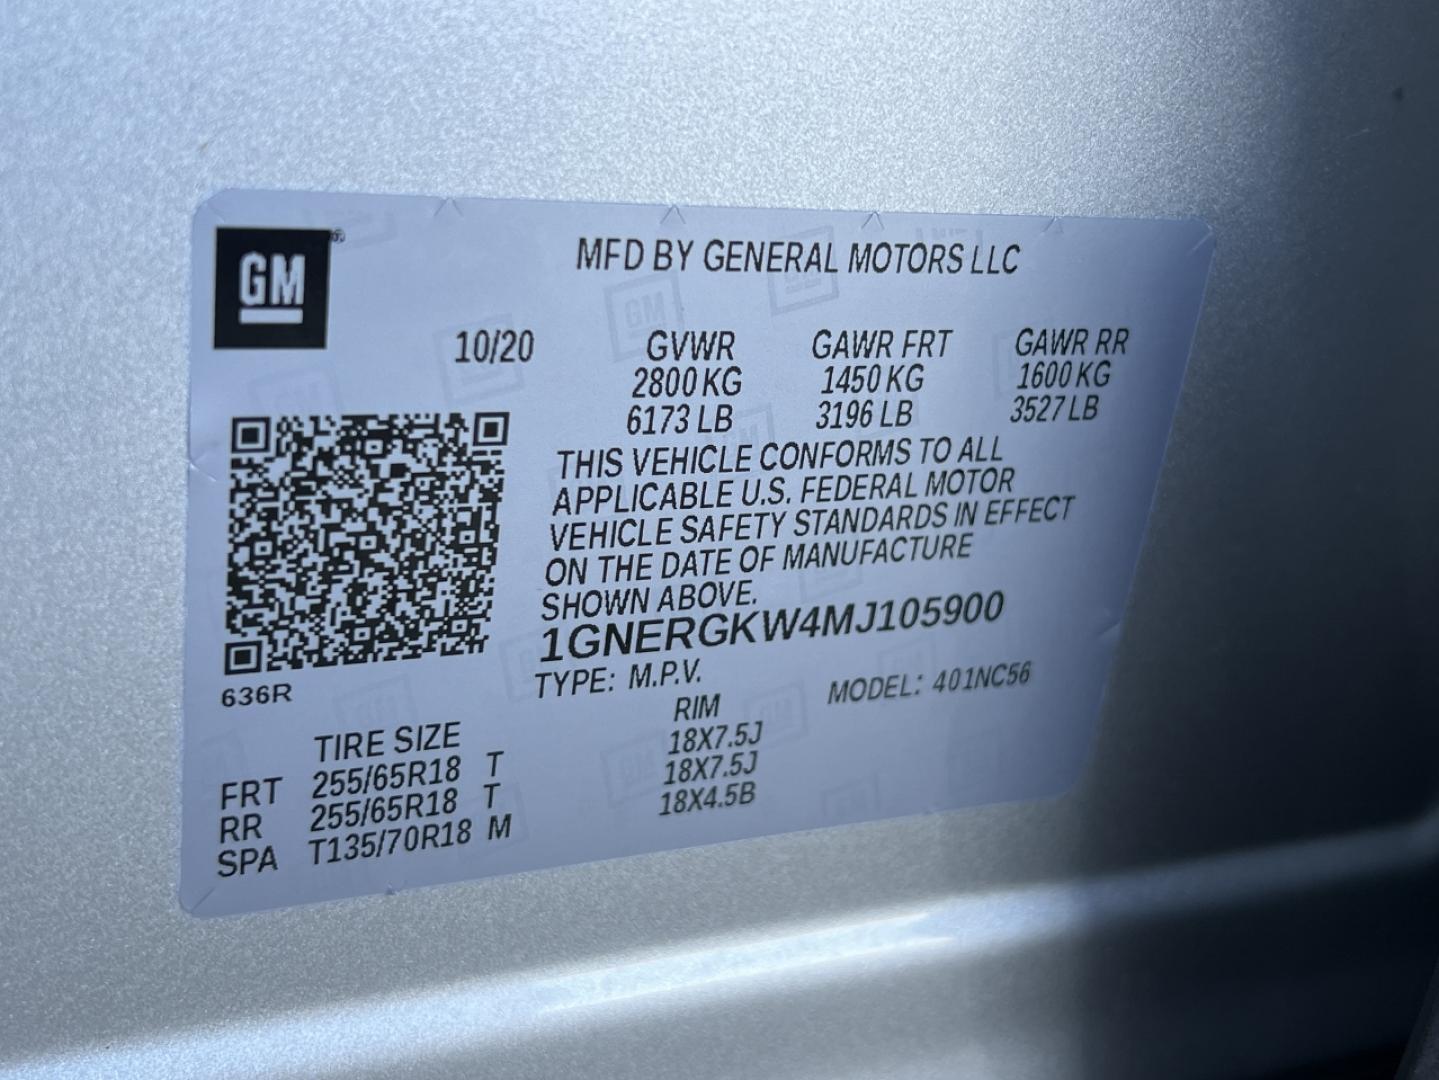 GM
MFD BY GENERAL MOTORS LLC
10/20 GVWR GAWR FRT GAWR RR
2800 KG 1450 KG 1600 KG
6173 LB 3196 LB 3527 LB
THIS VEHICLE CONFORMS TO ALL
APPLICABLE U.S. FEDERAL MOTOR
VEHICLE SAFETY STANDARDS IN EFFECT
ON THE DATE OF MANUFACTURE
SHOWN ABOVE.
1GNERGKW4MJ105900
TYPE: M.P.V. MODEL: 401NC56
636R
TIRE SIZE RIM
FRT 255/65R18 T 18X7.5J
RR 255/65R18 T 18X7.5J
SPA T135/70R18 M 18X4.5B